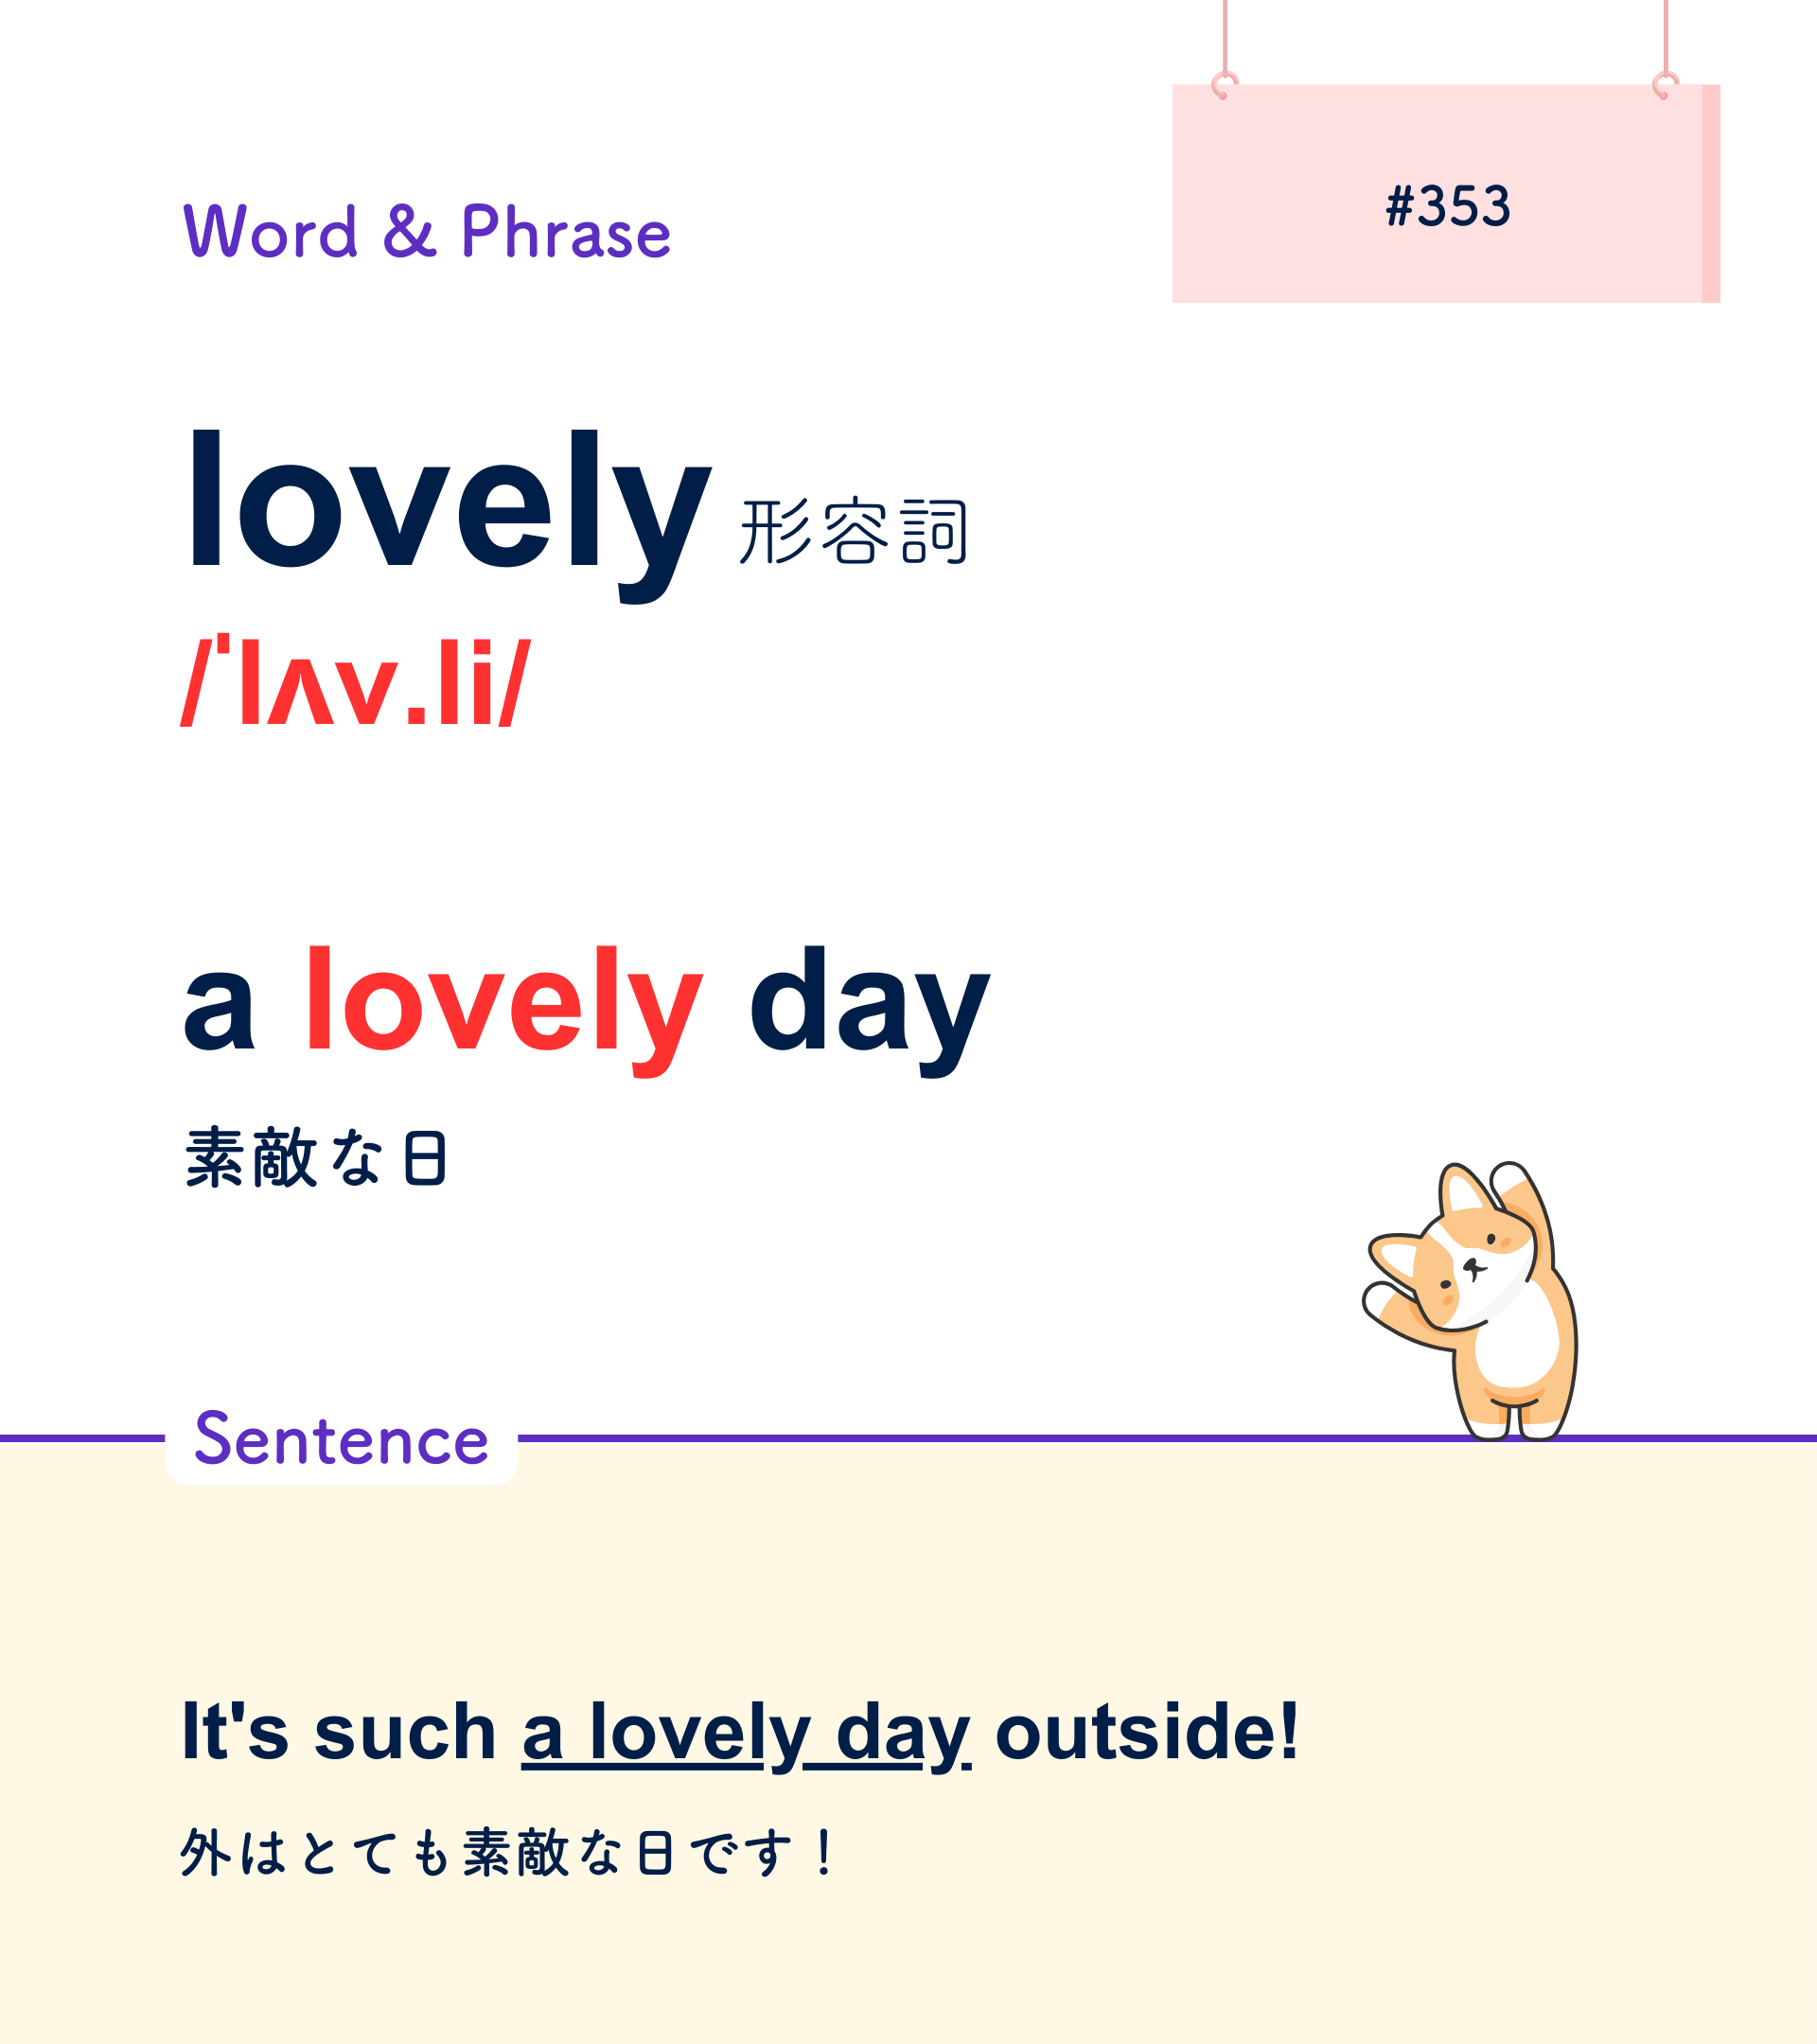 #353
Word & Phrase
lovely 形容詞
/ˈlʌv.li/
a lovely day
素敵な日
Sentence
It's such a lovely day outside!
外はとても素敵な日です！